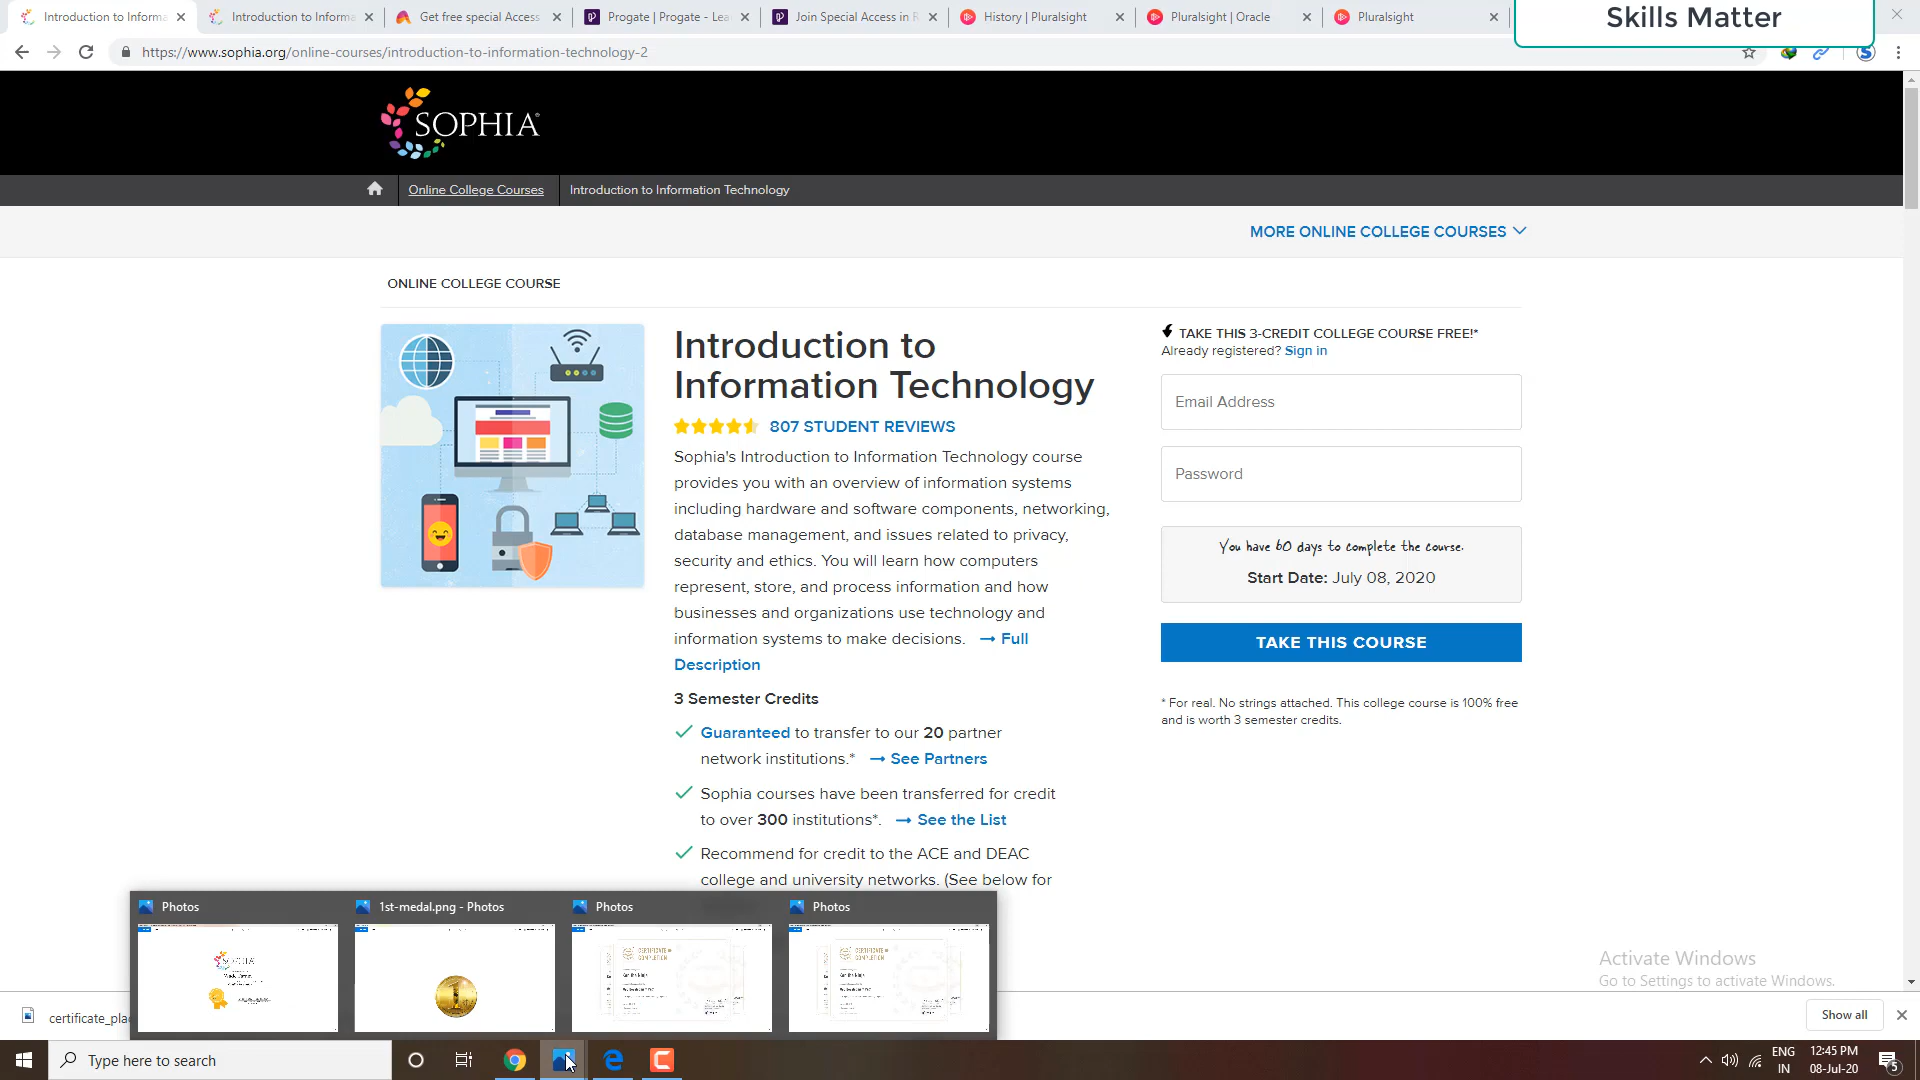 Introduction to Informa
Introduction to Informa
Get free special Access
Progate | Progate - Lea
Join Special Access in R
History | Pluralsight
Pluralsight | Oracle
Pluralsight
Skills Matter
https://www.sophia.org/online-courses/introduction-to-information-technology-2
SOPHIA
Online College Courses
Introduction to Information Technology
MORE ONLINE COLLEGE COURSES
ONLINE COLLEGE COURSE
Introduction to
Information Technology
807 STUDENT REVIEWS
Sophia's Introduction to Information Technology course
provides you with an overview of information systems
including hardware and software components, networking,
database management, and issues related to privacy,
security and ethics. You will learn how computers
represent, store, and process information and how
businesses and organizations use technology and
information systems to make decisions. → Full
Description
3 Semester Credits
Guaranteed to transfer to our 20 partner
network institutions.* → See Partners
Sophia courses have been transferred for credit
to over 300 institutions*. → See the List
Recommend for credit to the ACE and DEAC
college and university networks. (See below for
TAKE THIS 3-CREDIT COLLEGE COURSE FREE!*
Already registered? Sign in
Email Address
Password
You have 60 days to complete the course.
Start Date: July 08, 2020
TAKE THIS COURSE
* For real. No strings attached. This college course is 100% free
and is worth 3 semester credits.
Photos
1st-medal.png - Photos
Photos
Photos
SOPHIA
1
CERTIFICATE OF
COMPLETION
CERTIFICATE OF
COMPLETION
Activate Windows
Go to Settings to activate Windows.
certificate_plac
Show all
Type here to search
ENG
IN
12:45 PM
08-Jul-20
5